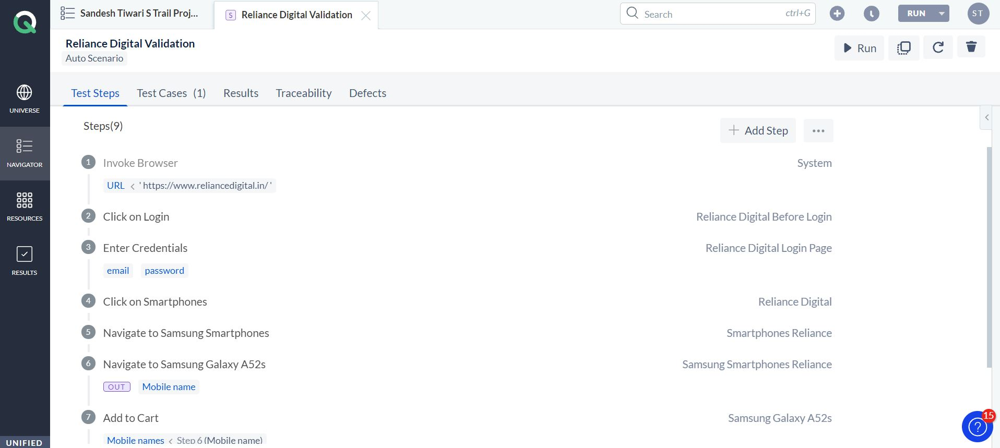 Sandesh Tiwari S Trail Proj...
S Reliance Digital Validation
Search ctrl+G
RUN
ST
Reliance Digital Validation
Auto Scenario
Run
UNIVERSE
NAVIGATOR
RESOURCES
RESULTS
UNIFIED
Test Steps Test Cases (1) Results Traceability Defects
Steps(9)
Add Step
1 Invoke Browser System
URL < ' https://www.reliancedigital.in/ '
2 Click on Login Reliance Digital Before Login
3 Enter Credentials Reliance Digital Login Page
email password
4 Click on Smartphones Reliance Digital
5 Navigate to Samsung Smartphones Smartphones Reliance
6 Navigate to Samsung Galaxy A52s Samsung Smartphones Reliance
OUT Mobile name
7 Add to Cart Samsung Galaxy A52s
Mobile names < Step 6 (Mobile name)
15
?